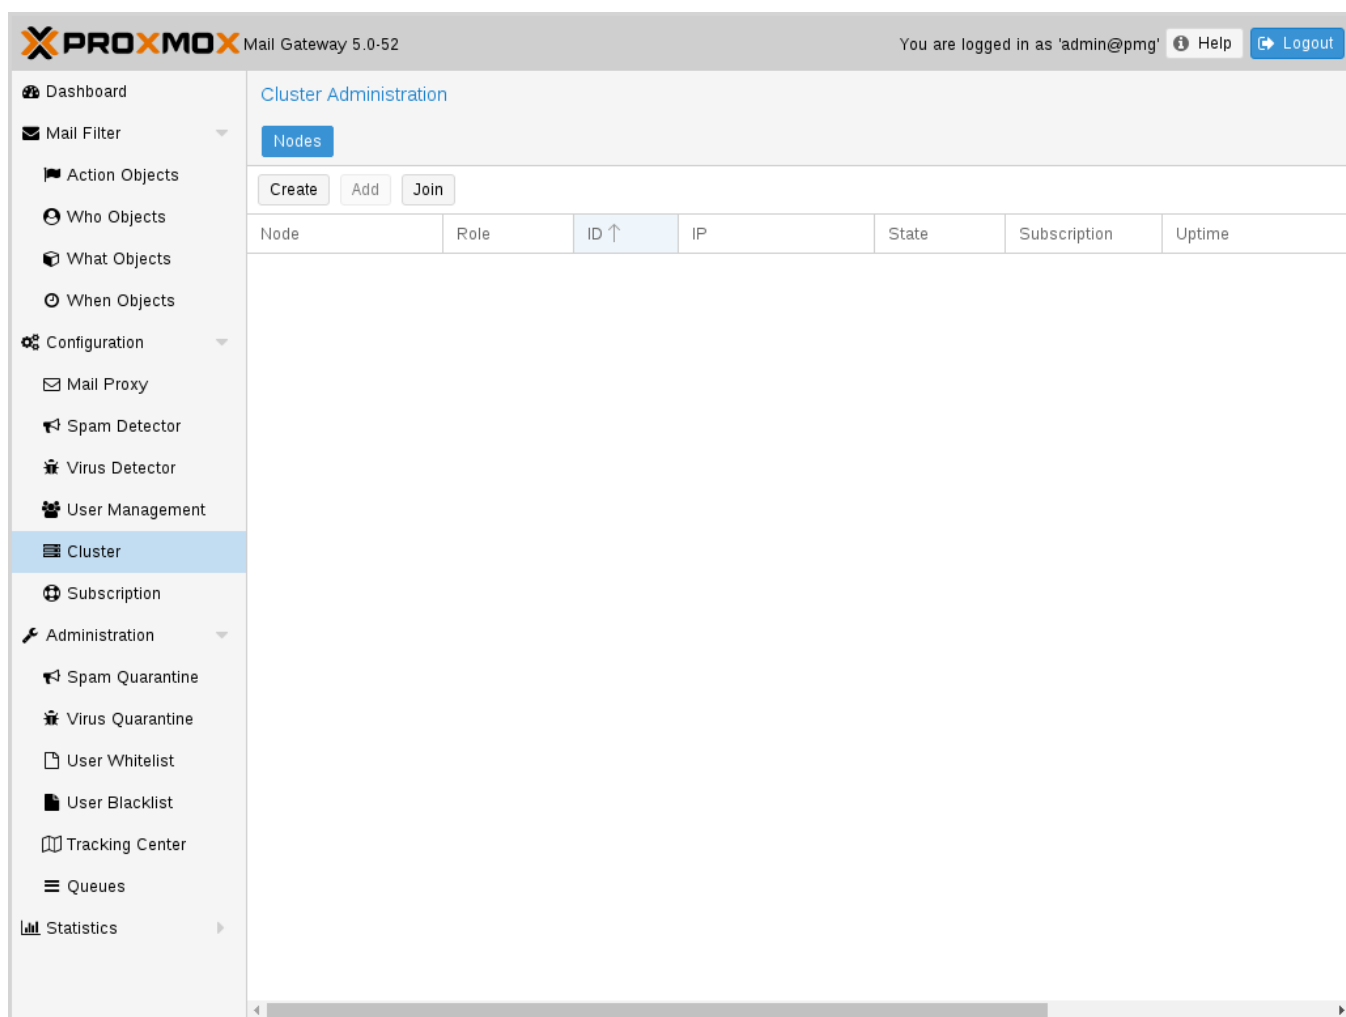 PROXMOX Mail Gateway 5.0-52 You are logged in as 'admin@pmg' Help Logout
Dashboard
Mail Filter
Action Objects
Who Objects
What Objects
When Objects
Configuration
Mail Proxy
Spam Detector
Virus Detector
User Management
Cluster
Subscription
Administration
Spam Quarantine
Virus Quarantine
User Whitelist
User Blacklist
Tracking Center
Queues
Statistics
Cluster Administration
Nodes
Create Add Join
Node Role ID IP State Subscription Uptime